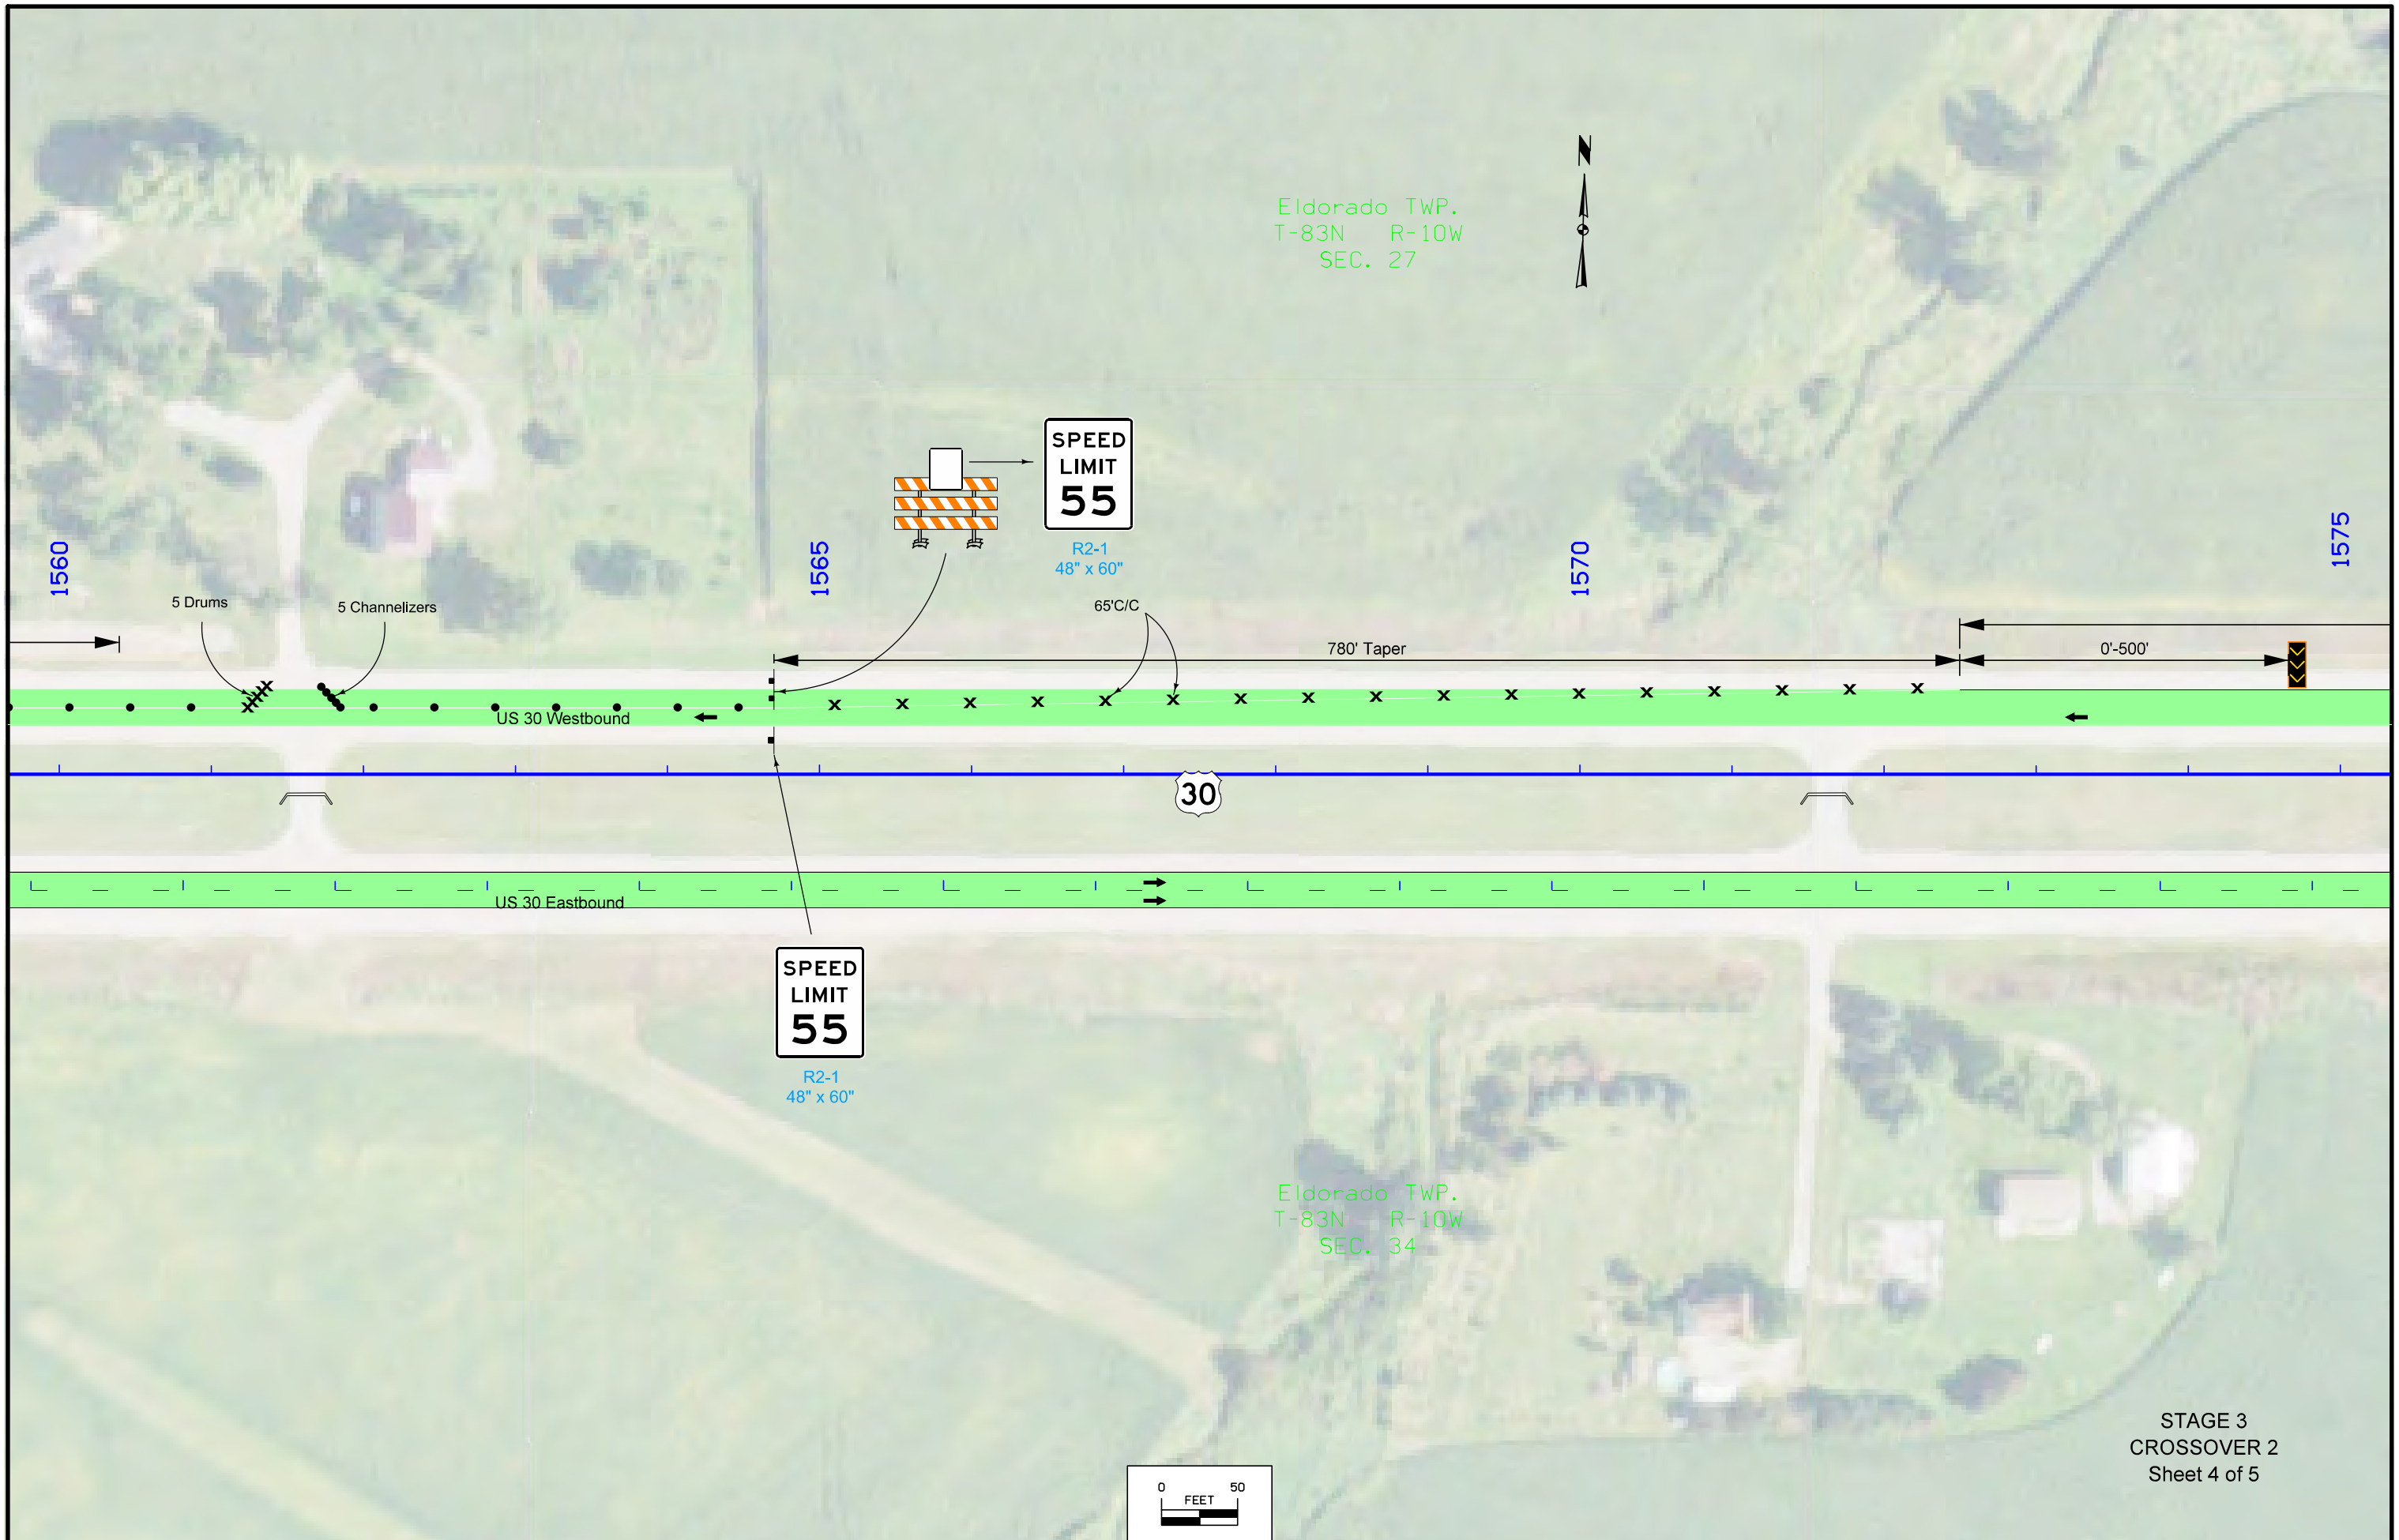 N
Eldorado TWP.
T-83N R-10W
SEC. 27
SPEED
LIMIT
55
R2-1
48" x 60"
1560
1565
1570
1575
5 Drums
5 Channelizers
65'C/C
780' Taper
0'-500'
US 30 Westbound
30
US 30 Eastbound
SPEED
LIMIT
55
R2-1
48" x 60"
Eldorado TWP.
T-83N R-10W
SEC. 34
STAGE 3
CROSSOVER 2
Sheet 4 of 5
0 50
FEET